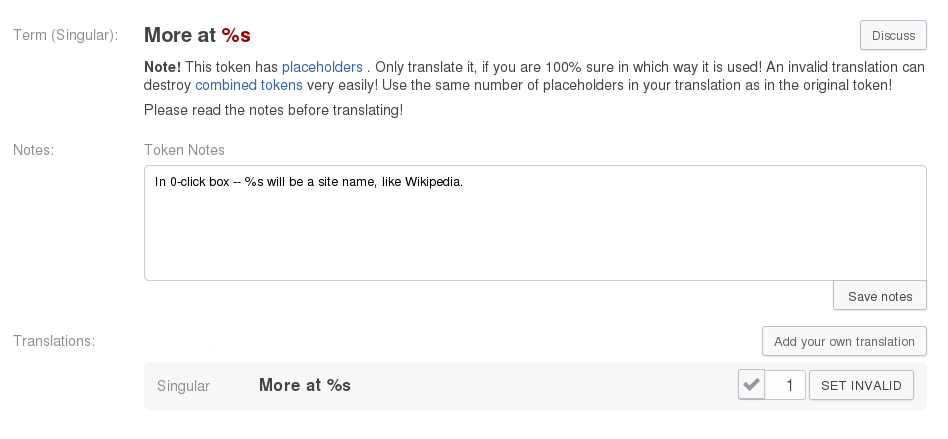 Term (Singular):
More at %s
Discuss
Note! This token has placeholders . Only translate it, if you are 100% sure in which way it is used! An invalid translation can
destroy combined tokens very easily! Use the same number of placeholders in your translation as in the original token!
Please read the notes before translating!
Notes:
Token Notes
In 0-click box -- %s will be a site name, like Wikipedia.
Save notes
Translations:
Add your own translation
Singular
More at %s
1
SET INVALID